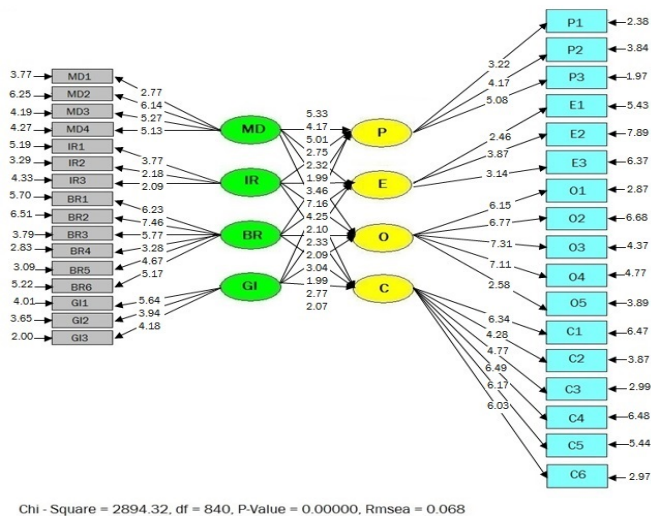 3.77 MD1
6.25 MD2
4.19 MD3
4.27 MD4
5.19 IR1
3.29 IR2
4.33 IR3
5.70 BR1
6.51 BR2
3.79 BR3
2.83 BR4
3.09 BR5
5.22 BR6
4.01 GI1
3.65 GI2
2.00 GI3
2.77
6.14
5.27
5.13
3.77
2.18
2.09
6.23
7.46
5.77
3.28
4.67
5.17
5.64
3.94
4.18
MD
IR
BR
GI
5.33
4.17
5.01
2.75
2.32
1.99
3.46
7.16
4.25
2.10
2.33
2.09
3.04
1.99
2.77
2.07
P
E
O
C
3.22
4.17
5.08
2.46
3.87
3.14
6.15
6.77
7.31
7.11
2.58
6.34
4.28
4.77
6.49
6.17
6.03
P1 2.38
P2 3.84
P3 1.97
E1 5.43
E2 7.89
E3 6.37
O1 2.87
O2 6.68
O3 4.37
O4 4.77
O5 3.89
C1 6.47
C2 3.87
C3 2.99
C4 6.48
C5 5.44
C6 2.97
Chi - Square = 2894.32, df = 840, P-Value = 0.00000, Rmsea = 0.068